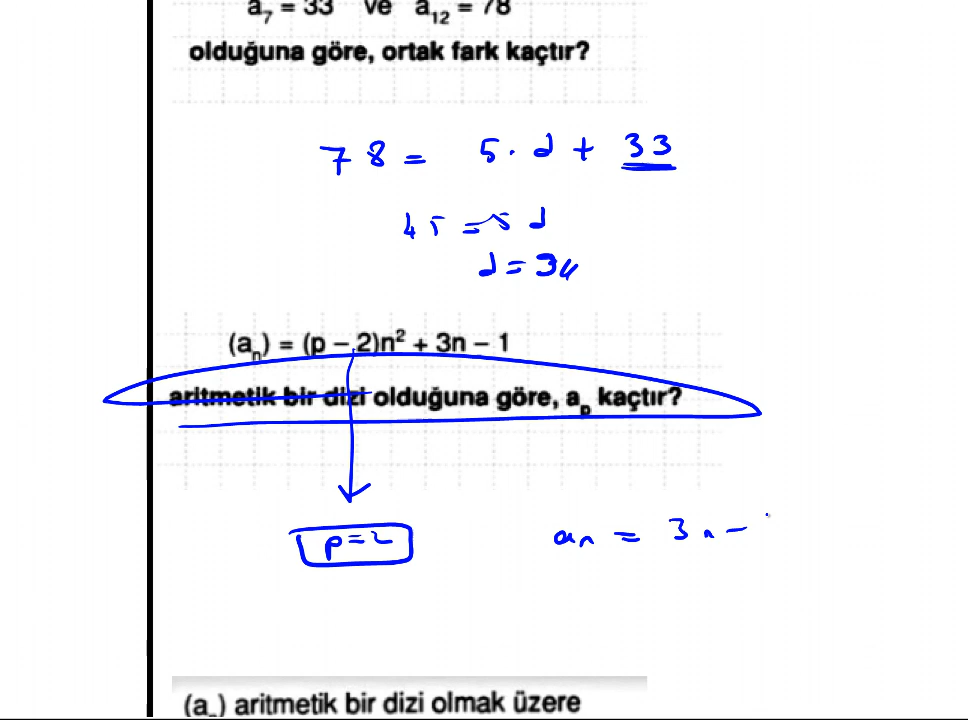 a₇ = 33 ve a₁₂ = 78
olduğuna göre, ortak fark kaçtır?
78 = 5. d + 33
45 = 5 d
d = 9
(aₙ) = (p – 2)n² + 3n – 1
aritmetik bir dizi olduğuna göre, aₚ kaçtır?
p = 2
aₙ = 3n –
(aₙ) aritmetik bir dizi olmak üzere